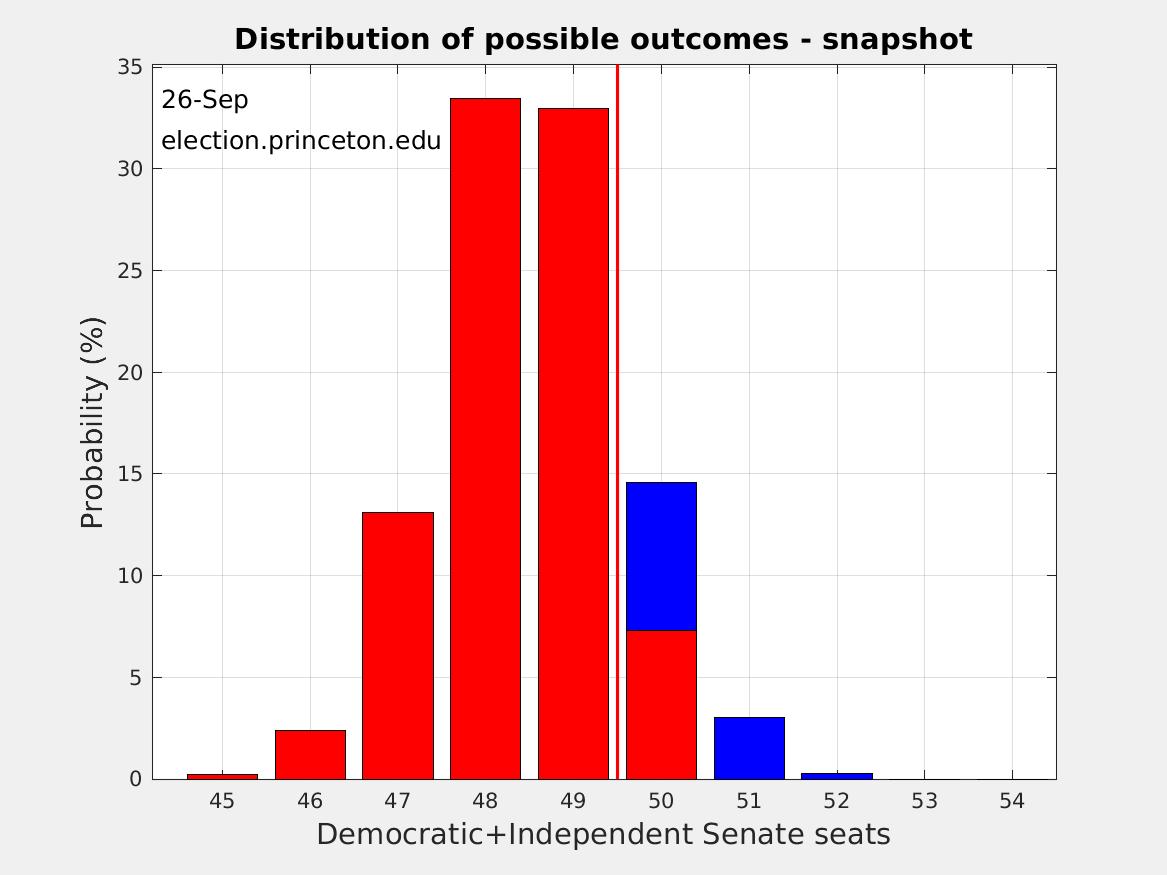 Distribution of possible outcomes - snapshot
26-Sep
election.princeton.edu
Probability (%)
35
30
25
20
15
10
5
0
45 46 47 48 49 50 51 52 53 54
Democratic+Independent Senate seats